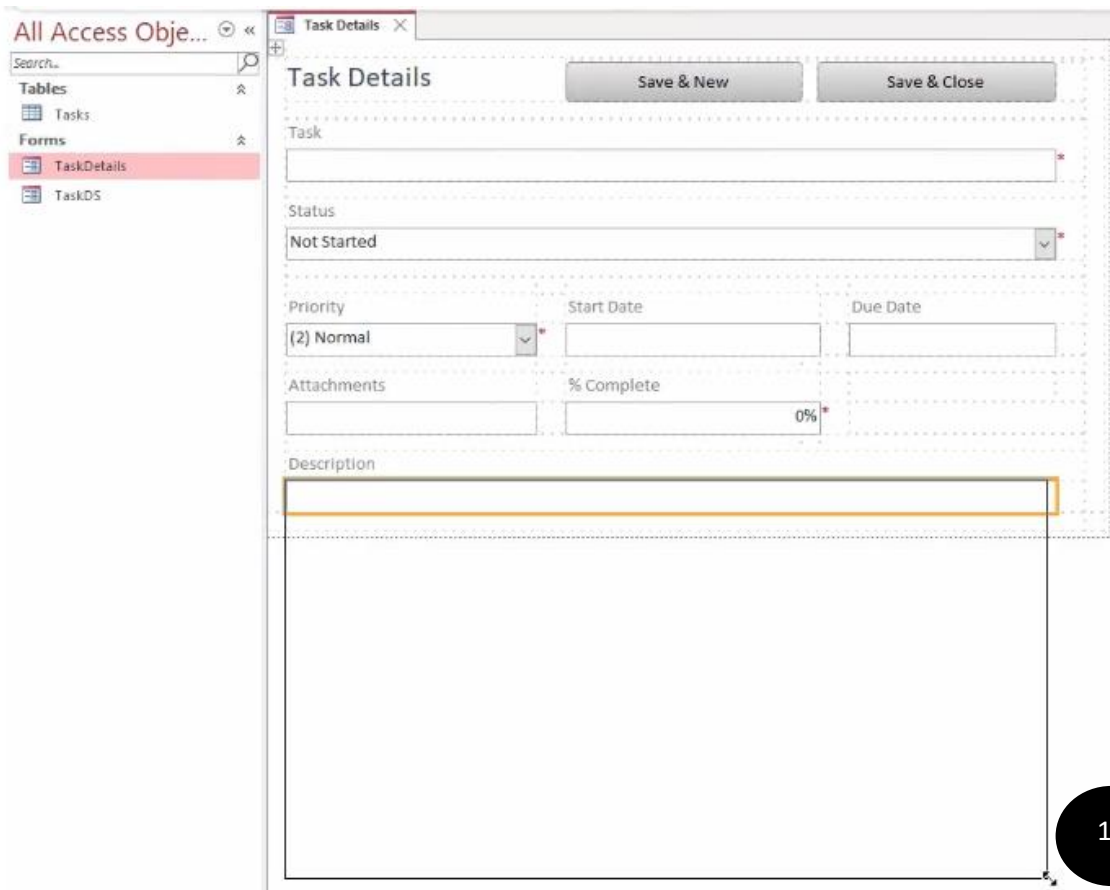 All Access Obje...
Search..
Tables
Tasks
Forms
TaskDetails
TaskDS
Task Details
Task Details
Save & New
Save & Close
Task
*
Status
Not Started
*
Priority
Start Date
Due Date
(2) Normal
*
Attachments
% Complete
0%
*
Description
1